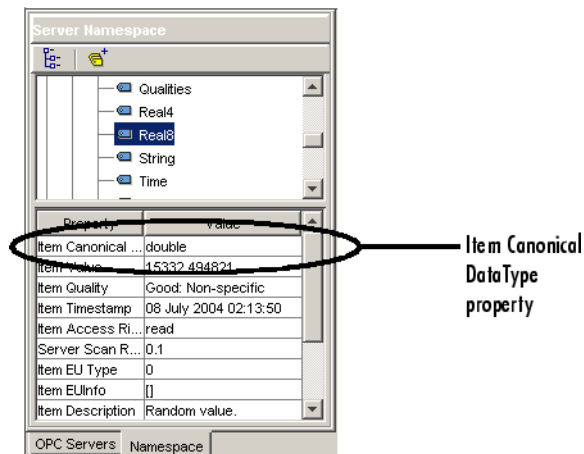 Server Namespace
Qualities
Real4
Real8
String
Time
Property Value
Item Canonical ... double
Item Value 15332.494821
Item Quality Good: Non-specific
Item Timestamp 08 July 2004 02:13:50
Item Access Ri... read
Server Scan R... 0.1
Item EU Type 0
Item EUInfo []
Item Description Random value.
OPC Servers Namespace
Item Canonical
DataType
property